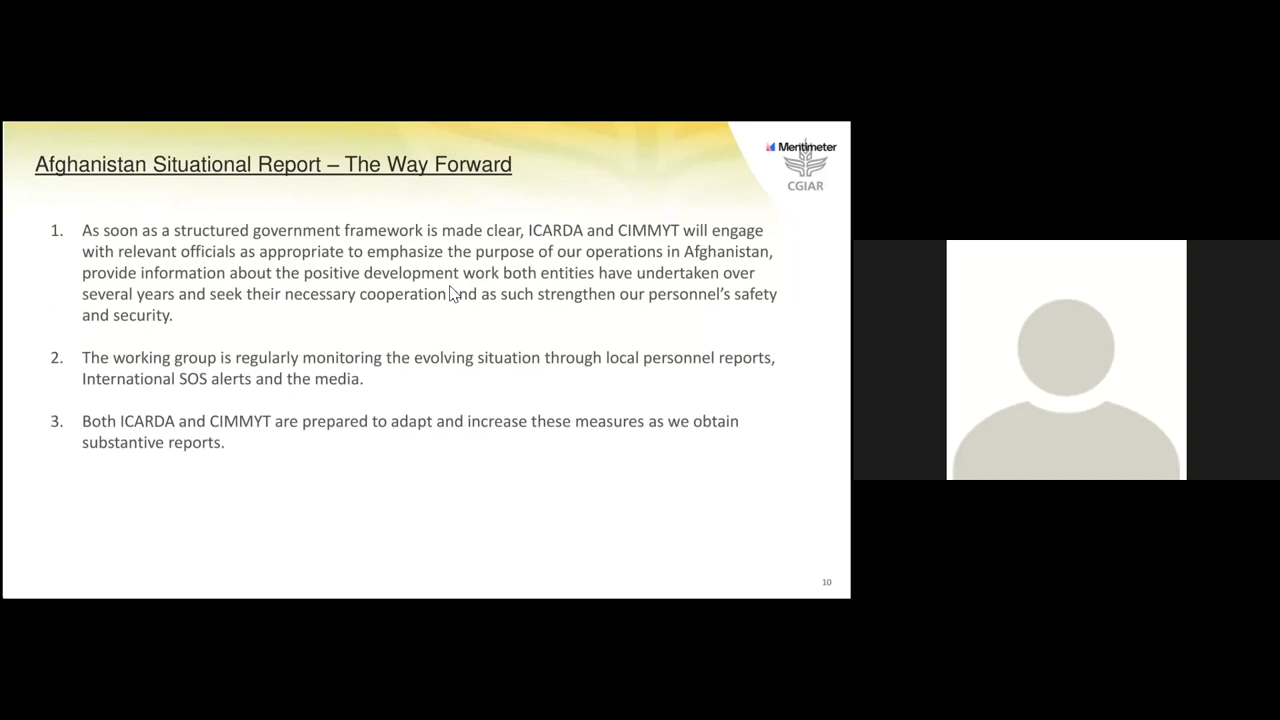 Mentimeter
Afghanistan Situational Report – The Way Forward
CGIAR
1. As soon as a structured government framework is made clear, ICARDA and CIMMYT will engage
with relevant officials as appropriate to emphasize the purpose of our operations in Afghanistan,
provide information about the positive development work both entities have undertaken over
several years and seek their necessary cooperation and as such strengthen our personnel’s safety
and security.
2. The working group is regularly monitoring the evolving situation through local personnel reports,
International SOS alerts and the media.
3. Both ICARDA and CIMMYT are prepared to adapt and increase these measures as we obtain
substantive reports.
10